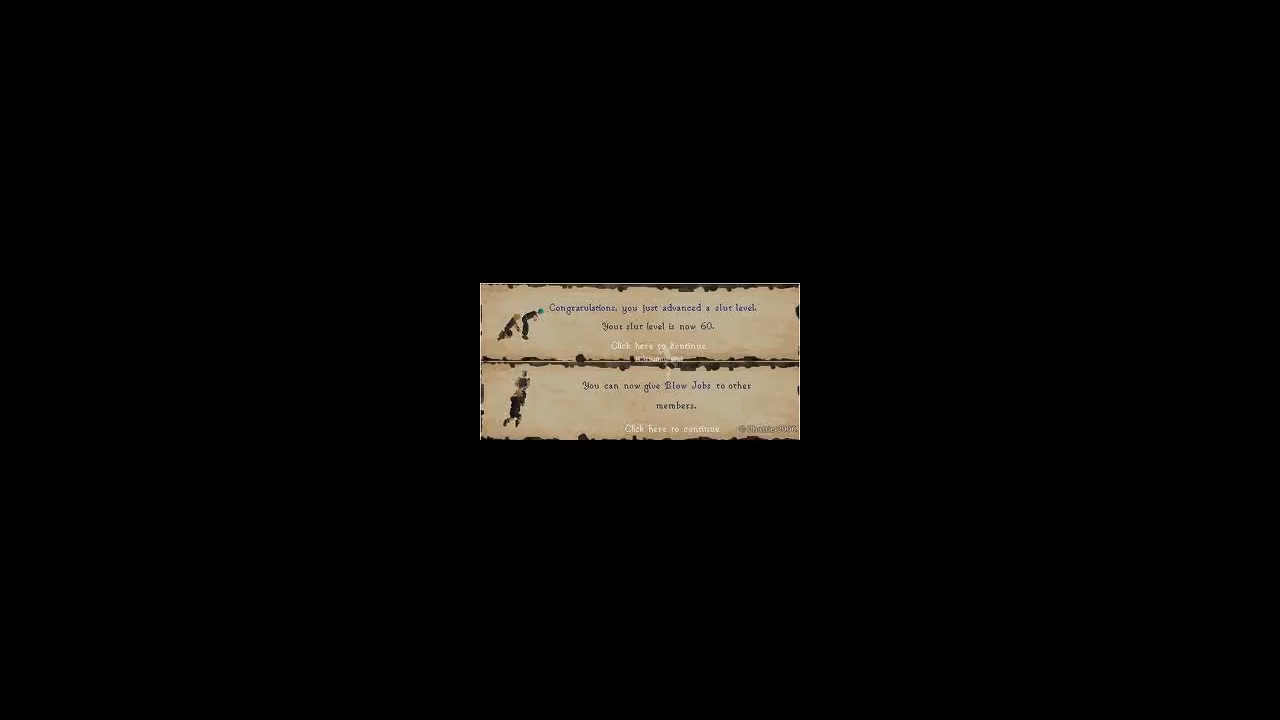 Congratulations, you just advanced a slut level.
Your slut level is now 60.
Click here to continue
You can now give Blow Jobs to other
members.
Click here to continue
2006